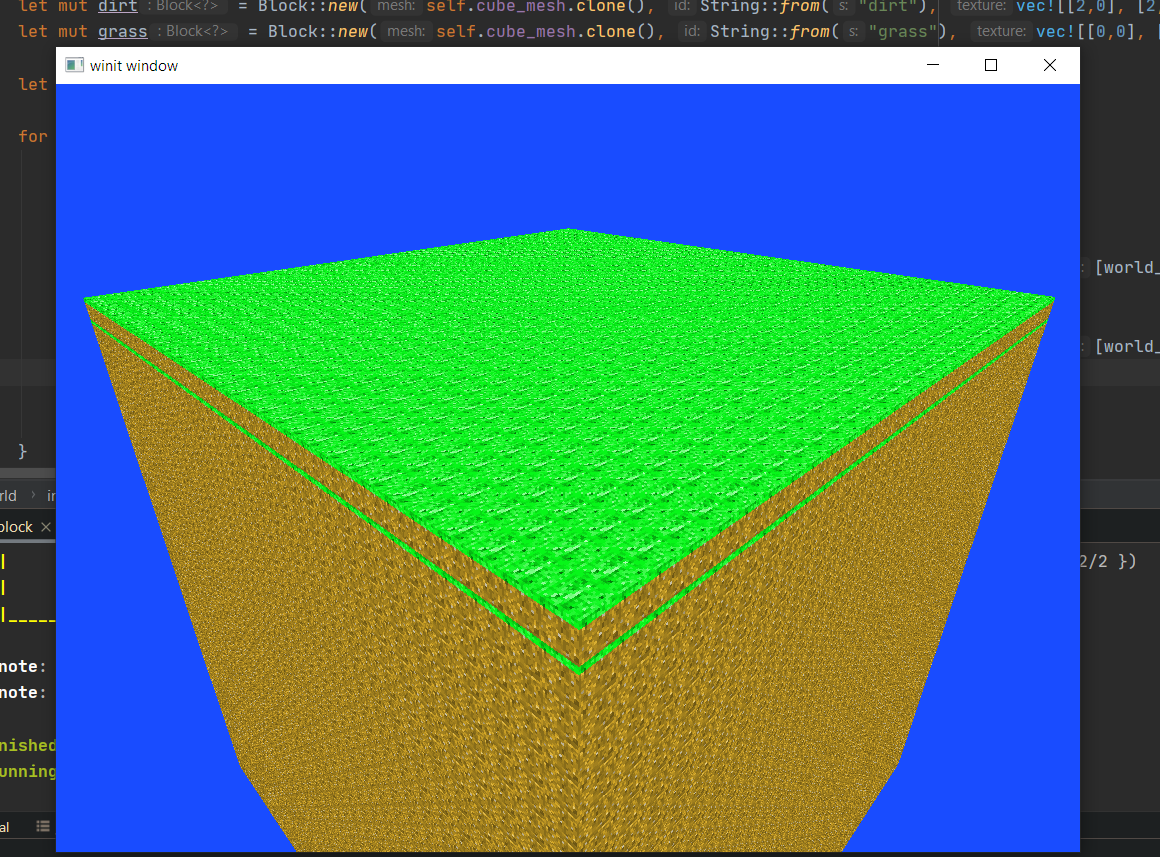 let mut dirt : Block<?> = Block::new( mesh: self.cube_mesh.clone(), id: String::from( s: "dirt"), texture: vec![[2,0], [2,
let mut grass : Block<?> = Block::new( mesh: self.cube_mesh.clone(), id: String::from( s: "grass"), texture: vec![[0,0], [
winit window
let
for
: [world_
: [world_
}
rld › in
block ×
| 2/2 })
|
|_____
note:
note:
nished
unning
al